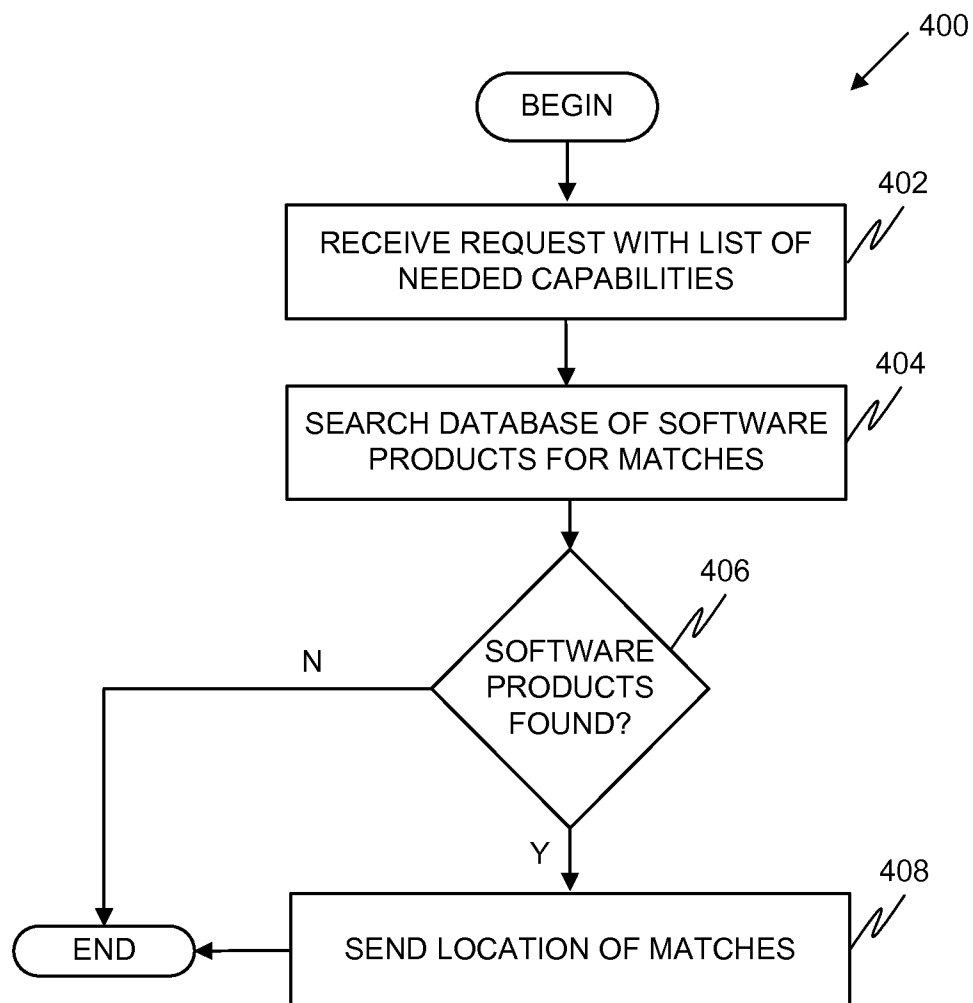 400
BEGIN
402
RECEIVE REQUEST WITH LIST OF
NEEDED CAPABILITIES
404
SEARCH DATABASE OF SOFTWARE
PRODUCTS FOR MATCHES
406
SOFTWARE
PRODUCTS
FOUND?
N
Y
408
SEND LOCATION OF MATCHES
END